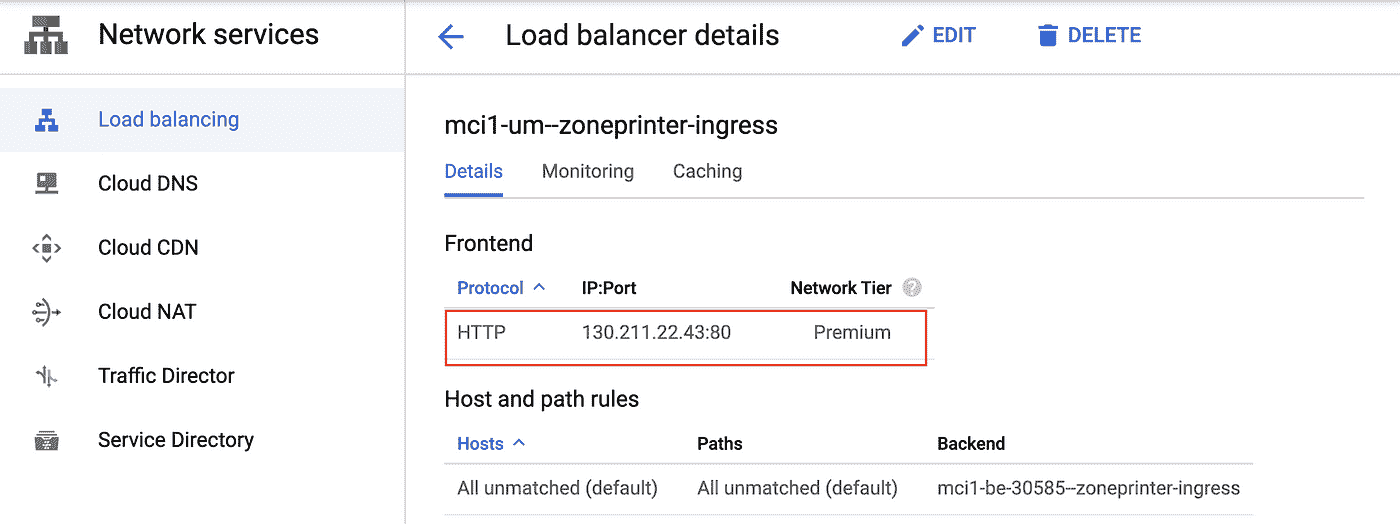 Network services
Load balancing
Cloud DNS
Cloud CDN
Cloud NAT
Traffic Director
Service Directory
Load balancer details EDIT DELETE
mci1-um--zoneprinter-ingress
Details Monitoring Caching
Frontend
Protocol IP:Port Network Tier ?
HTTP 130.211.22.43:80 Premium
Host and path rules
Hosts Paths Backend
All unmatched (default) All unmatched (default) mci1-be-30585--zoneprinter-ingress